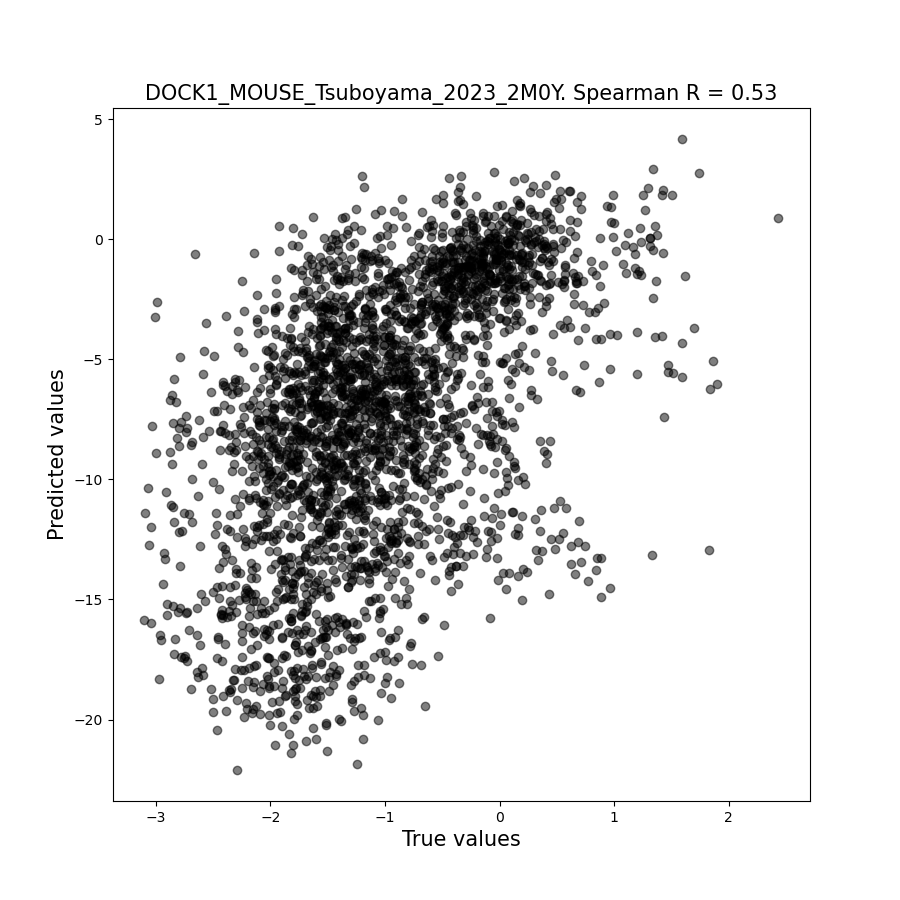 DOCK1_MOUSE_Tsuboyama_2023_2M0Y. Spearman R = 0.53
5
0
−5
−10
−15
−20
Predicted values
−3 −2 −1 0 1 2
True values